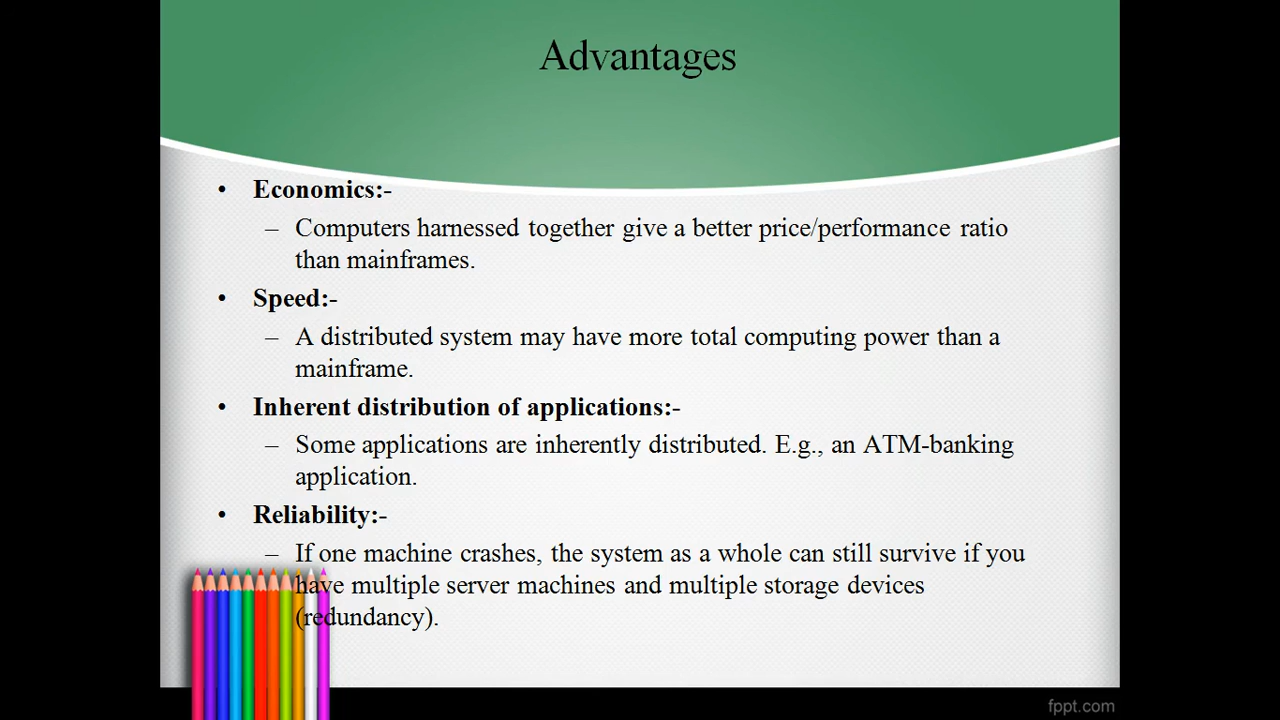 Advantages
• Economics:-
– Computers harnessed together give a better price/performance ratio
than mainframes.
• Speed:-
– A distributed system may have more total computing power than a
mainframe.
• Inherent distribution of applications:-
– Some applications are inherently distributed. E.g., an ATM-banking
application.
• Reliability:-
– If one machine crashes, the system as a whole can still survive if you
have multiple server machines and multiple storage devices
(redundancy).
fppt.com